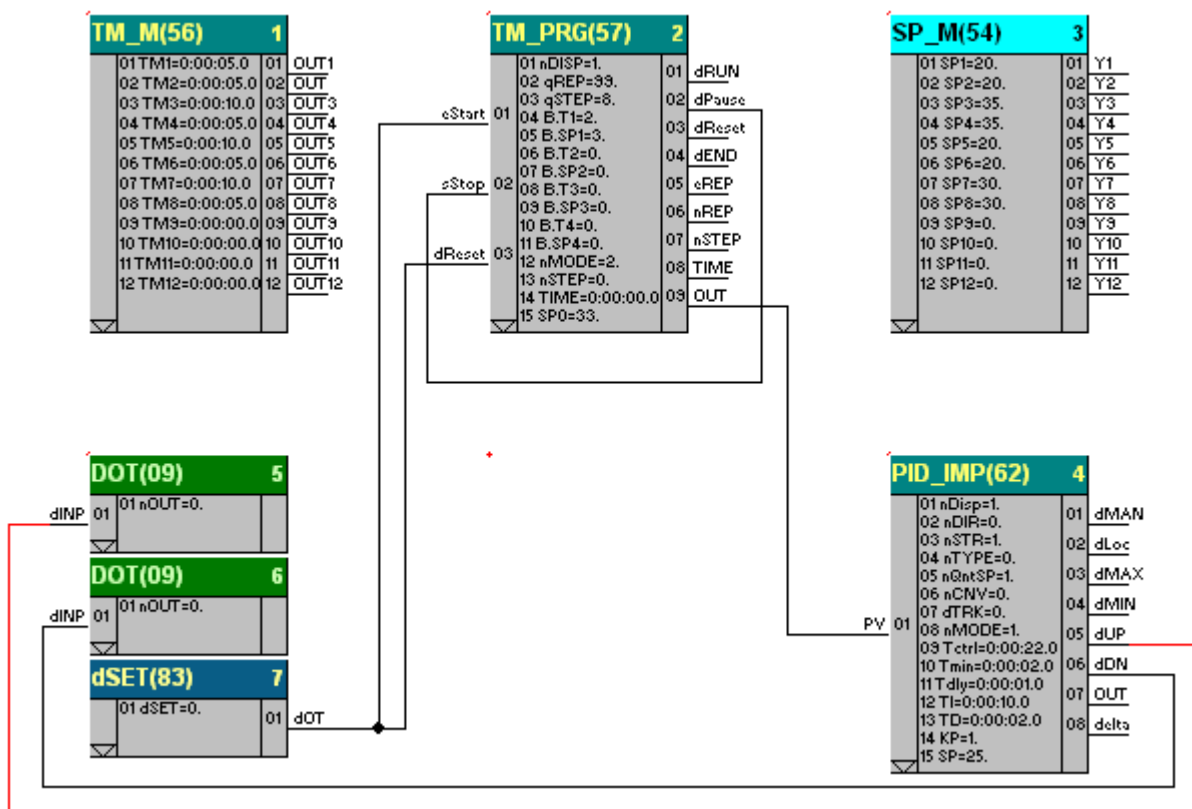 TM_M(56) 1
01 TM1=0:00:05.0 01 OUT1
02 TM2=0:00:05.0 02 OUT
03 TM3=0:00:10.0 03 OUT3
04 TM4=0:00:05.0 04 OUT4
05 TM5=0:00:10.0 05 OUT5
06 TM6=0:00:05.0 06 OUT6
07 TM7=0:00:10.0 07 OUT7
08 TM8=0:00:05.0 08 OUT8
09 TM9=0:00:00.0 09 OUT9
10 TM10=0:00:00.0 10 OUT10
11 TM11=0:00:00.0 11 OUT11
12 TM12=0:00:00.0 12 OUT12
TM_PRG(57) 2
eStart 01
sStop 02
dReset 03
01 nDISP=1.
02 qREP=99.
03 qSTEP=8.
04 B.T1=2.
05 B.SP1=3.
06 B.T2=0.
07 B.SP2=0.
08 B.T3=0.
09 B.SP3=0.
10 B.T4=0.
11 B.SP4=0.
12 nMODE=2.
13 nSTEP=0.
14 TIME=0:00:00.0
15 SP0=33.
01 dRUN
02 dPause
03 dReset
04 dEND
05 eREP
06 nREP
07 nSTEP
08 TIME
09 OUT
SP_M(54) 3
01 SP1=20. 01 Y1
02 SP2=20. 02 Y2
03 SP3=35. 03 Y3
04 SP4=35. 04 Y4
05 SP5=20. 05 Y5
06 SP6=20. 06 Y6
07 SP7=30. 07 Y7
08 SP8=30. 08 Y8
09 SP9=0. 09 Y9
10 SP10=0. 10 Y10
11 SP11=0. 11 Y11
12 SP12=0. 12 Y12
DOT(09) 5
dINP 01 01 nOUT=0.
DOT(09) 6
dINP 01 01 nOUT=0.
dSET(83) 7
01 dSET=0. 01 dOT
PID_IMP(62) 4
PV 01
01 nDisp=1.
02 nDIR=0.
03 nSTR=1.
04 nTYPE=0.
05 nQntSP=1.
06 nCNV=0.
07 dTRK=0.
08 nMODE=1.
09 Tctrl=0:00:22.0
10 Tmin=0:00:02.0
11 Tdly=0:00:01.0
12 TI=0:00:10.0
13 TD=0:00:02.0
14 KP=1.
15 SP=25.
01 dMAN
02 dLoc
03 dMAX
04 dMIN
05 dUP
06 dDN
07 OUT
08 delta